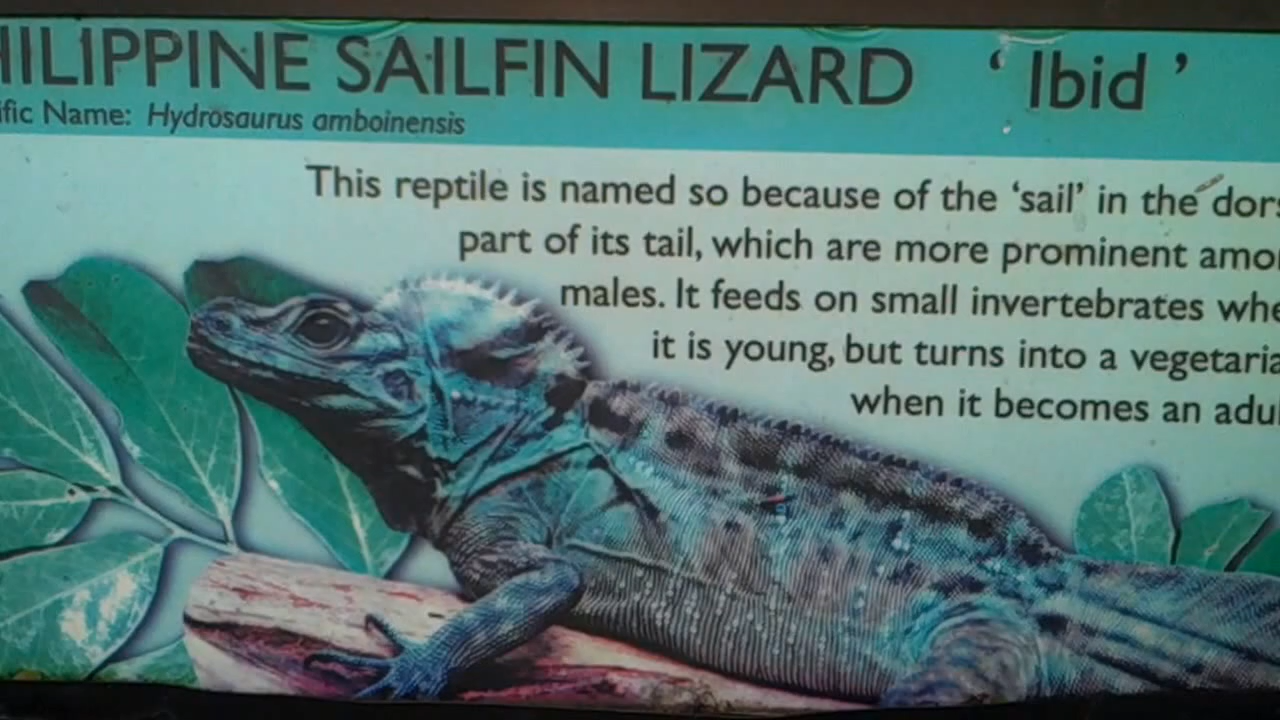 HILIPPINE SAILFIN LIZARD ‘ Ibid ’
ific Name: Hydrosaurus amboinensis
This reptile is named so because of the ‘sail’ in the dors
part of its tail, which are more prominent amo
males. It feeds on small invertebrates whe
it is young, but turns into a vegetaria
when it becomes an adul